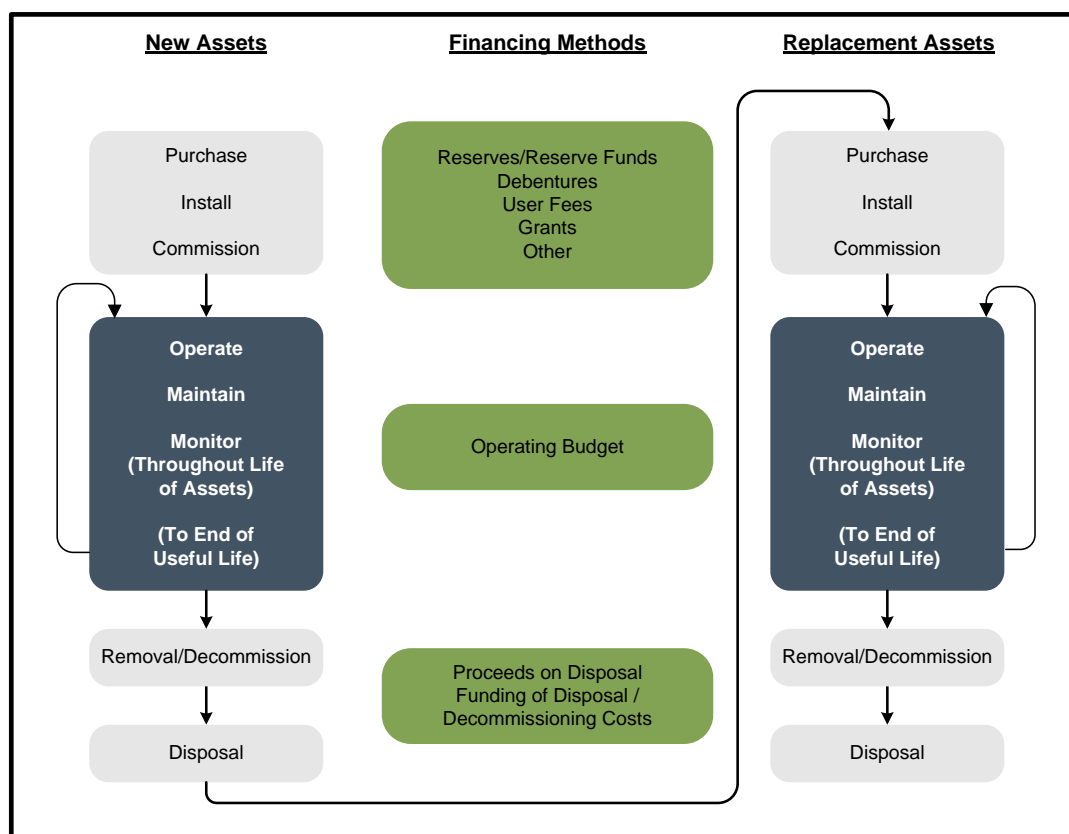 New Assets
Financing Methods
Replacement Assets
Purchase
Install
Commission
Reserves/Reserve Funds
Debentures
User Fees
Grants
Other
Purchase
Install
Commission
Operate
Maintain
Monitor
(Throughout Life
of Assets)
(To End of
Useful Life)
Operating Budget
Operate
Maintain
Monitor
(Throughout Life
of Assets)
(To End of
Useful Life)
Removal/Decommission
Proceeds on Disposal
Funding of Disposal /
Decommissioning Costs
Removal/Decommission
Disposal
Disposal